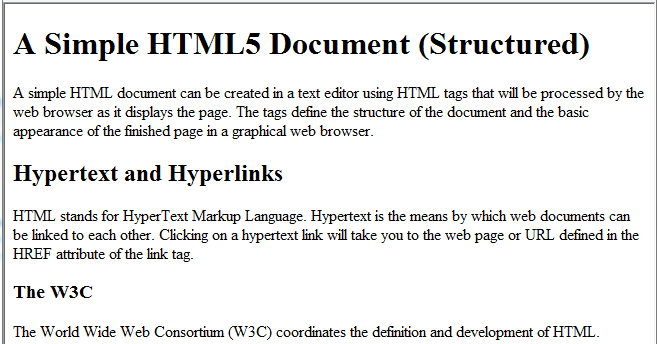 A Simple HTML5 Document (Structured)
A simple HTML document can be created in a text editor using HTML tags that will be processed by the
web browser as it displays the page. The tags define the structure of the document and the basic
appearance of the finished page in a graphical web browser.
Hypertext and Hyperlinks
HTML stands for HyperText Markup Language. Hypertext is the means by which web documents can
be linked to each other. Clicking on a hypertext link will take you to the web page or URL defined in the
HREF attribute of the link tag.
The W3C
The World Wide Web Consortium (W3C) coordinates the definition and development of HTML.